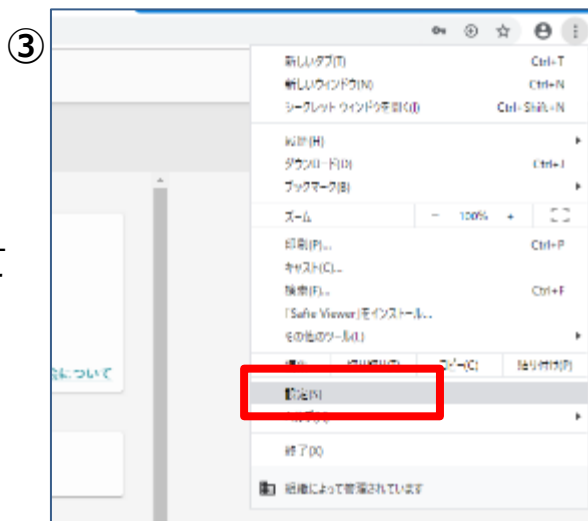 ③
新しいタブ(T) Ctrl+T
新しいウィンドウ(N) Ctrl+N
シークレット ウィンドウを開く(I) Ctrl+Shift+N
(H)
ダウンロード(D) Ctrl+J
ブックマーク(B)
ズーム - 100% +
印刷(P)... Ctrl+P
キャスト(C)...
検索(F)... Ctrl+F
「Safie Viewer」をインストール...
その他のツール(L)
切り取り(T) コピー(C) 貼り付け(P)
について
設定(S)
終了(X)
組織によって管理されています